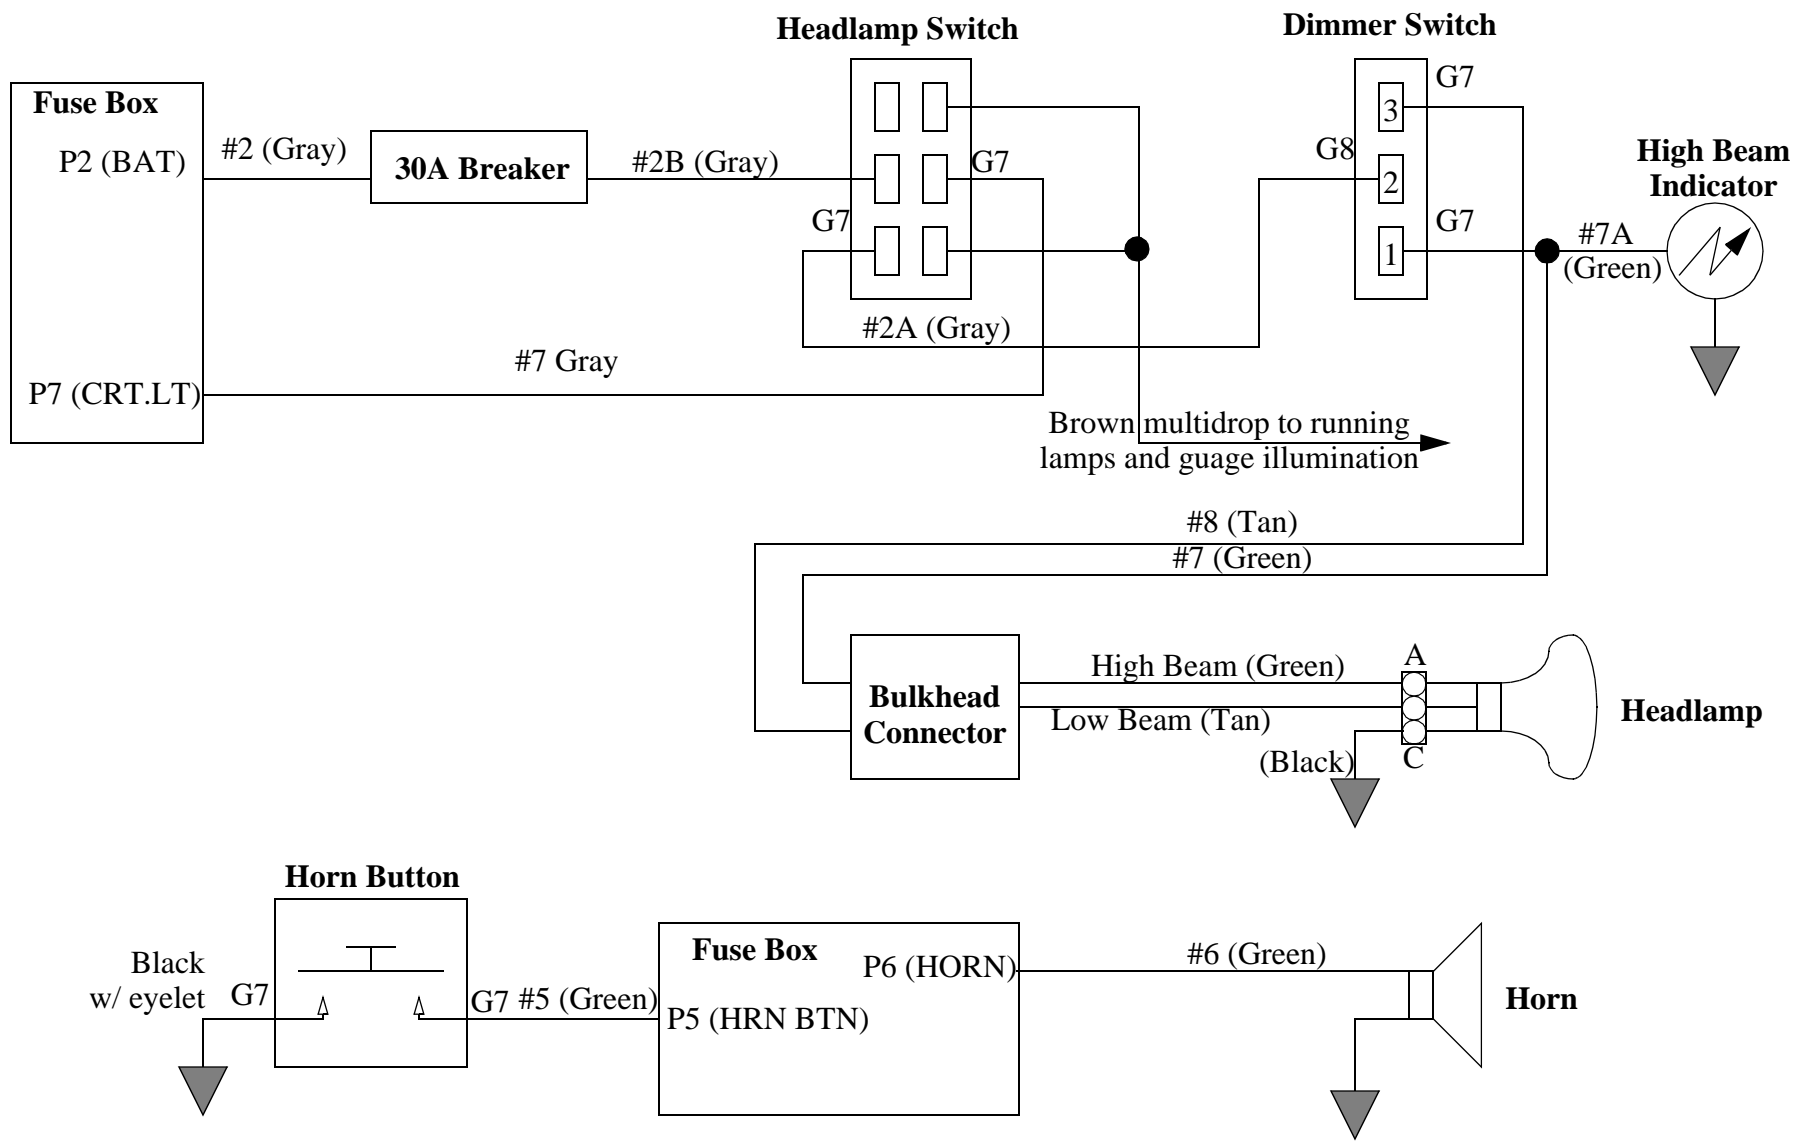 Headlamp Switch
Dimmer Switch
Fuse Box
P2 (BAT)
#2 (Gray)
30A Breaker
#2B (Gray)
G7
G7
G8
G7
3
2
G7
1
High Beam
Indicator
#7A
(Green)
#2A (Gray)
#7 Gray
P7 (CRT.LT)
Brown multidrop to running
lamps and guage illumination
#8 (Tan)
#7 (Green)
Bulkhead
Connector
High Beam (Green)
Low Beam (Tan)
(Black)
A
C
Headlamp
Horn Button
Black
w/ eyelet
G7
G7
#5 (Green)
Fuse Box
P6 (HORN)
P5 (HRN BTN)
#6 (Green)
Horn